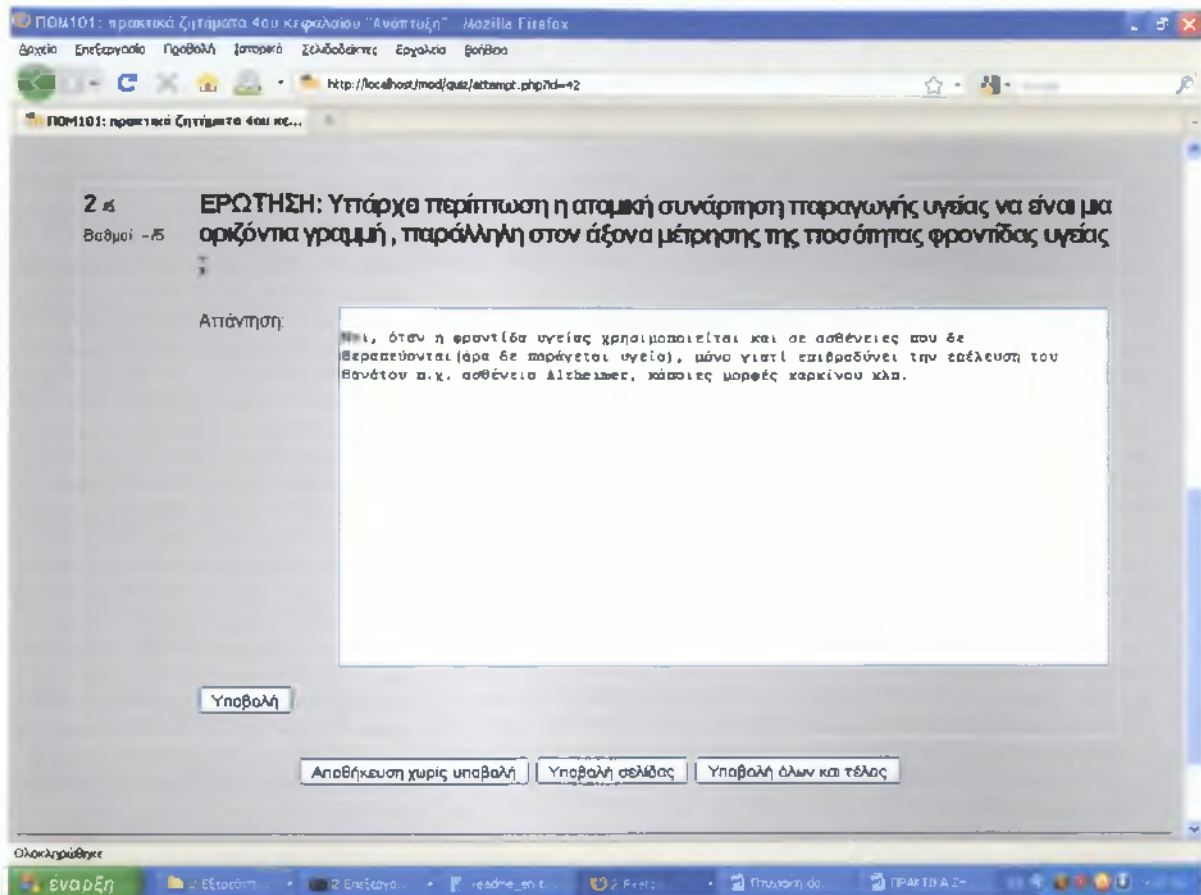 ΠΟΜ101: πρακτικά ζητήματα 4ου κεφαλαίου "Ανάπτυξη" - Mozilla Firefox
Αρχείο Επεξεργασία Προβολή Ιστορικό Σελιδοδείκτες Εργαλεία Βοήθεια
http://localhost/mod/quiz/attempt.php?id=42
ΠΟΜ101: πρακτικά ζητήματα 4ου κε...
2
ΕΡΩΤΗΣΗ: Υπάρχει περίπτωση η ατομική συνάρτηση παραγωγής υγείας να είναι μια
Βαθμοί -/5
οριζόντια γραμμή , παράλληλη στον άξονα μέτρησης της ποσότητας φροντίδας υγείας
;
Απάντηση:
Ναι, όταν η φροντίδα υγείας χρησιμοποιείται και σε ασθένειες που δε
θεραπεύονται(άρα δε παράγεται υγεία), μόνο γιατί επιβραδύνει την επέλευση του
θανάτου π.χ. ασθένεια Alzheimer, κάποιες μορφές καρκίνου κλπ.
Υποβολή
Αποθήκευση χωρίς υποβολή Υποβολή σελίδας Υποβολή όλων και τέλος
Ολοκληρώθηκε
έναρξη